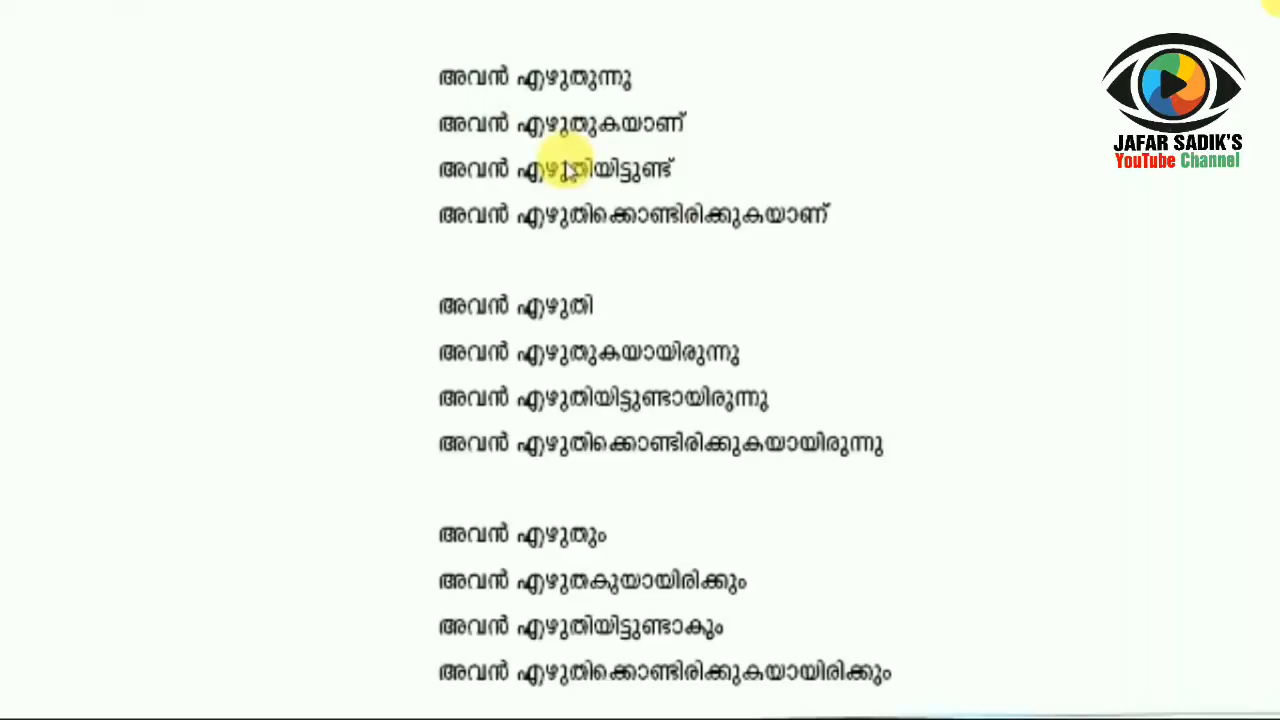 അവൻ എഴുതുന്നു
അവൻ എഴുതുകയാണ്
അവൻ എഴുതിയിട്ടുണ്ട്
അവൻ എഴുതിക്കൊണ്ടിരിക്കുകയാണ്
അവൻ എഴുതി
അവൻ എഴുതുകയായിരുന്നു
അവൻ എഴുതിയിട്ടുണ്ടായിരുന്നു
അവൻ എഴുതിക്കൊണ്ടിരിക്കുകയായിരുന്നു
അവൻ എഴുതും
അവൻ എഴുതകുയായിരിക്കും
അവൻ എഴുതിയിട്ടുണ്ടാകും
അവൻ എഴുതിക്കൊണ്ടിരിക്കുകയായിരിക്കും
JAFAR SADIK'S
YouTube Channel